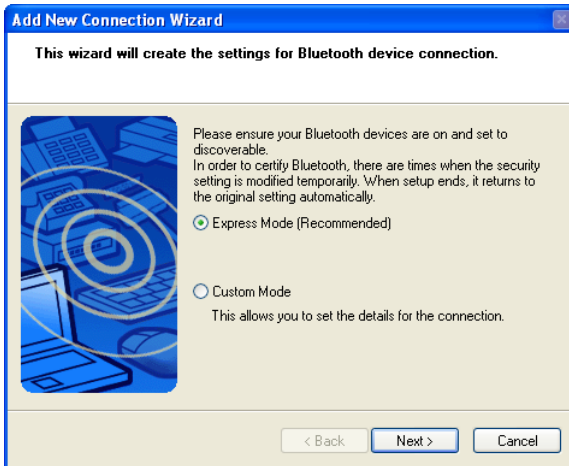 Add New Connection Wizard
This wizard will create the settings for Bluetooth device connection.
Please ensure your Bluetooth devices are on and set to
discoverable.
In order to certify Bluetooth, there are times when the security
setting is modified temporarily. When setup ends, it returns to
the original setting automatically.
Express Mode (Recommended)
Custom Mode
This allows you to set the details for the connection.
< Back Next > Cancel